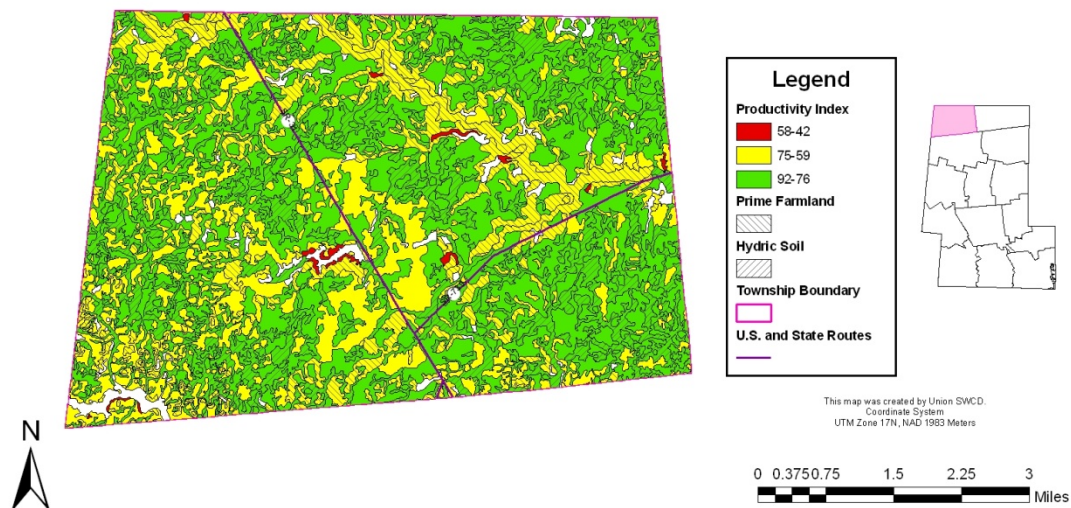 Legend
Productivity Index
58-42
75-59
92-76
Prime Farmland
Hydric Soil
Township Boundary
U.S. and State Routes
This map was created by Union SWCD.
Coordinate System
UTM Zone 17N, NAD 1983 Meters
N
0 0.375 0.75 1.5 2.25 3
Miles